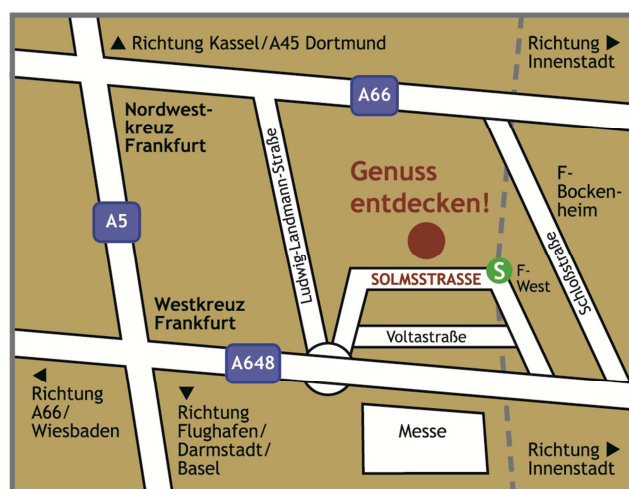 ▲ Richtung Kassel/A45 Dortmund
Richtung ▶
Innenstadt
A66
Nordwest-
kreuz
Frankfurt
Ludwig-Landmann-Straße
Genuss
entdecken!
F-
Bocken-
heim
A5
SOLMSSTRASSE
S
F-
West
Schloßstraße
Westkreuz
Frankfurt
Voltastraße
A648
◀
Richtung
A66/
Wiesbaden
▼
Richtung
Flughafen/
Darmstadt/
Basel
Messe
Richtung ▶
Innenstadt